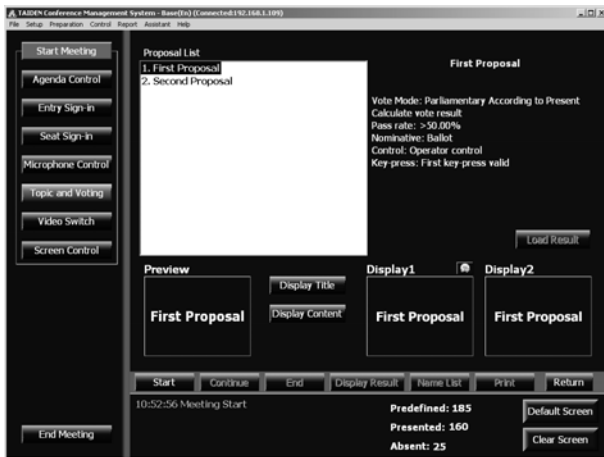 TAIDEN Conference Management System - Base(En) (Connected:192.168.1.109)
File Setup Preparation Control Report Assistant Help
Start Meeting
Agenda Control
Entry Sign-in
Seat Sign-in
Microphone Control
Topic and Voting
Video Switch
Screen Control
End Meeting
Proposal List
1. First Proposal
2. Second Proposal
First Proposal
Vote Mode: Parliamentary According to Present
Calculate vote result
Pass rate: >50.00%
Nominative: Ballot
Control: Operator control
Key-press: First key-press valid
Load Result
Preview
First Proposal
Display Title
Display Content
Display1
First Proposal
Display2
First Proposal
Start Continue End Display Result Name List Print Return
10:52:56 Meeting Start
Predefined: 185
Presented: 160
Absent: 25
Default Screen
Clear Screen